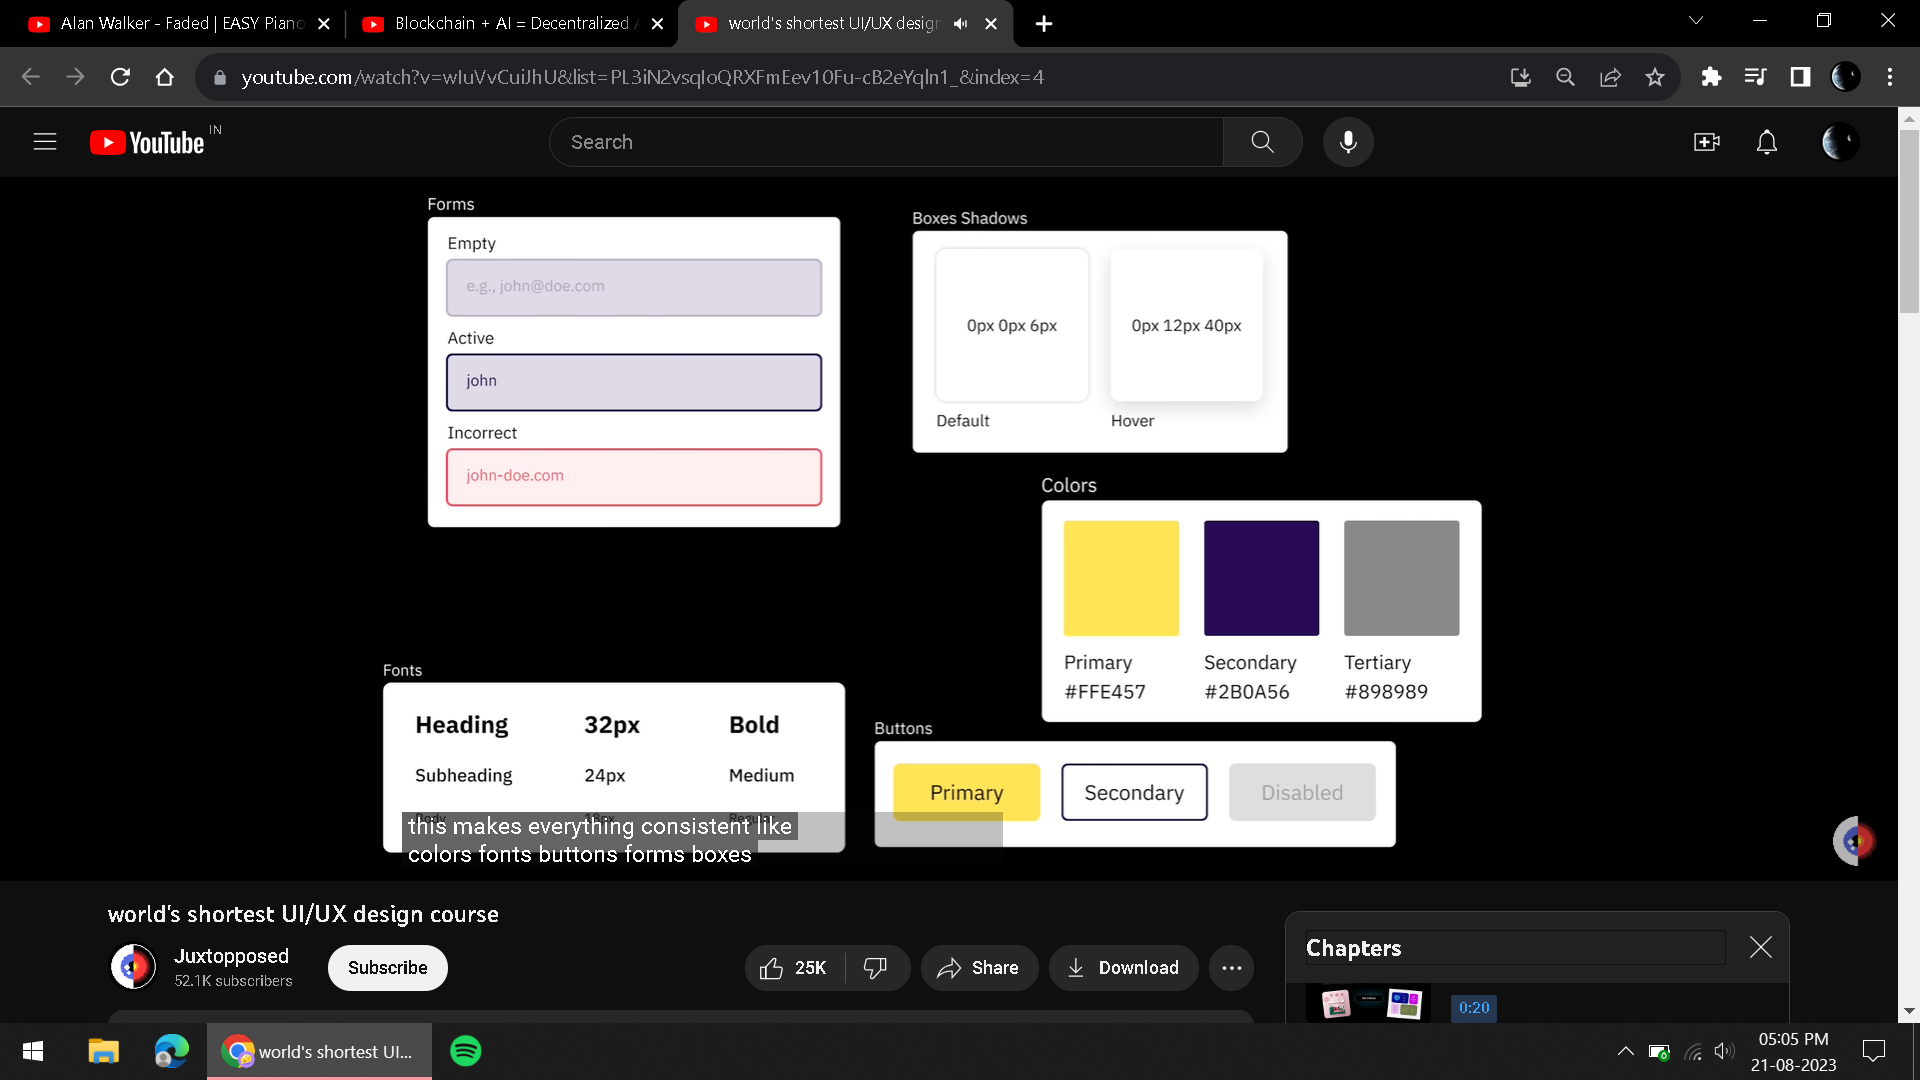 Alan Walker - Faded | EASY Piano
Blockchain + AI = Decentralized
world's shortest UI/UX design
youtube.com/watch?v=wIuVvCuiJhU&list=PL3iN2vsqIoQRXFmEev10Fu-cB2eYqln1_&index=4
YouTube IN
Search
Forms
Empty
e.g., john@doe.com
Active
john
Incorrect
john-doe.com
Boxes Shadows
0px 0px 6px
0px 12px 40px
Default
Hover
Colors
Primary
Secondary
Tertiary
#FFE457
#2B0A56
#898989
Fonts
Heading 32px Bold
Subheading 24px Medium
Body 18px Regular
Buttons
Primary
Secondary
Disabled
this makes everything consistent like
colors fonts buttons forms boxes
world's shortest UI/UX design course
Juxtopposed
52.1K subscribers
Subscribe
25K
Share
Download
Chapters
0:20
world's shortest UI...
05:05 PM
21-08-2023